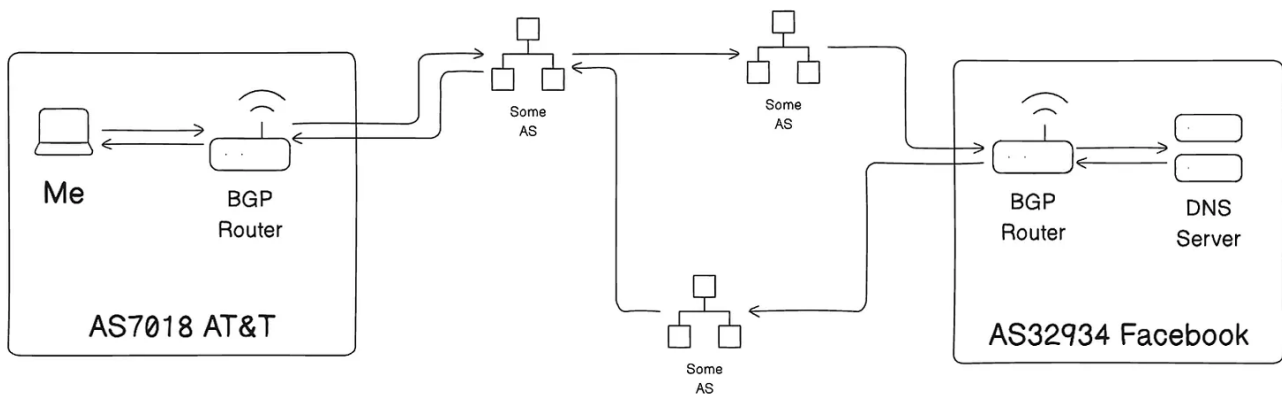 Me
BGP
Router
AS7018 AT&T
Some
AS
Some
AS
Some
AS
BGP
Router
DNS
Server
AS32934 Facebook